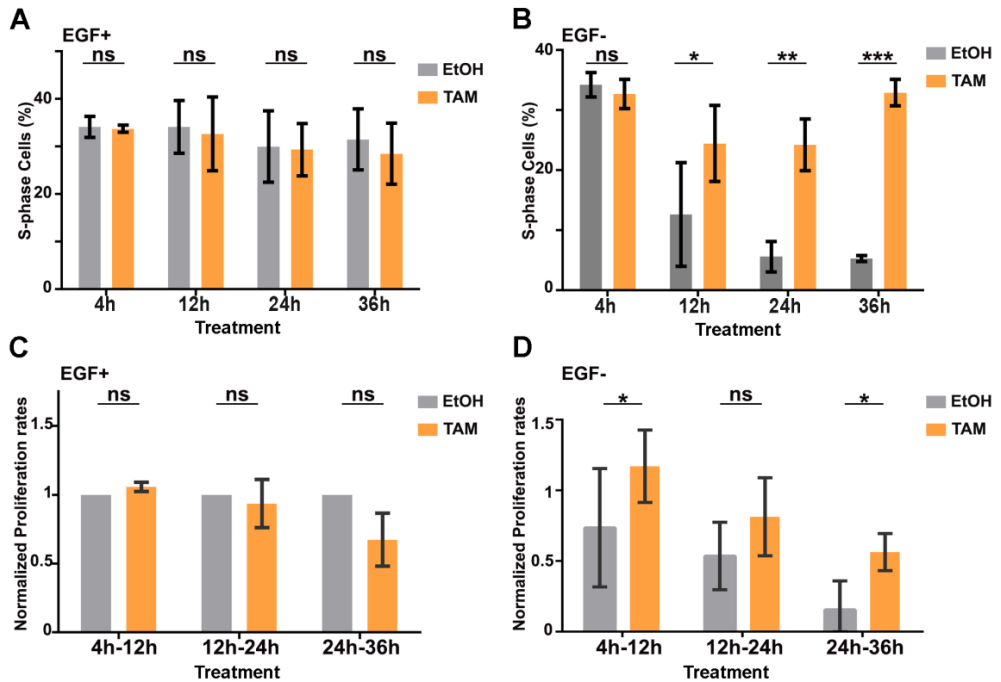 A
EGF+
ns
ns
ns
ns
EtOH
TAM
S-phase Cells (%)
40
20
0
4h
12h
24h
36h
Treatment
B
EGF-
ns
*
**
***
EtOH
TAM
S-phase Cells (%)
40
20
0
4h
12h
24h
36h
Treatment
C
EGF+
ns
ns
ns
EtOH
TAM
Normalized Proliferation rates
1.5
1
0.5
0
4h-12h
12h-24h
24h-36h
Treatment
D
EGF-
*
ns
*
EtOH
TAM
Normalized Proliferation rates
1.5
1
0.5
0
4h-12h
12h-24h
24h-36h
Treatment